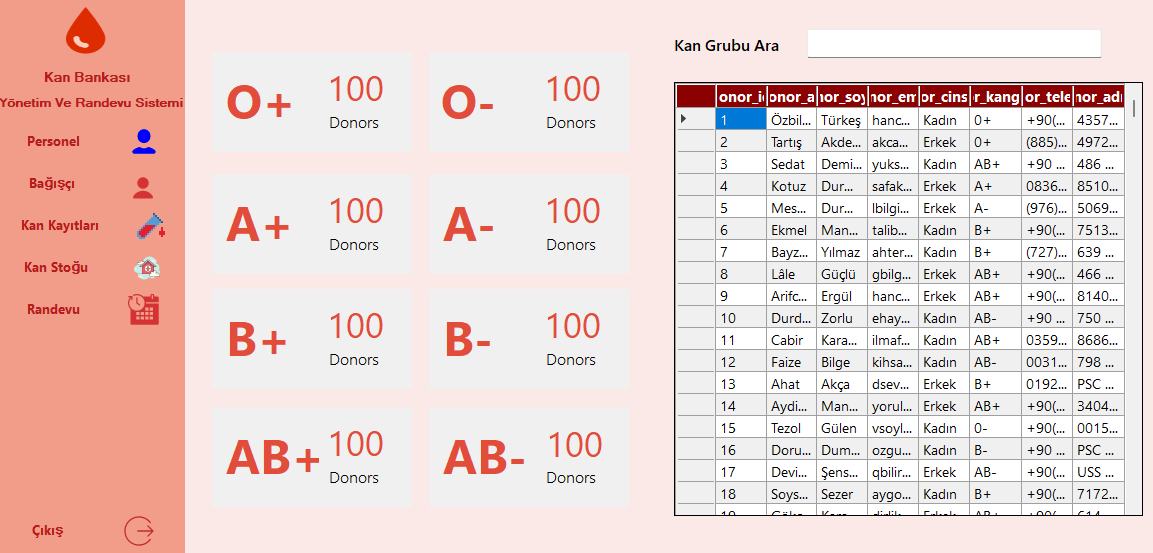 Kan Bankası
Yönetim Ve Randevu Sistemi
Personel
Bağışçı
Kan Kayıtları
Kan Stoğu
Randevu
Çıkış
O+ 100
Donors
O- 100
Donors
A+ 100
Donors
A- 100
Donors
B+ 100
Donors
B- 100
Donors
AB+ 100
Donors
AB- 100
Donors
Kan Grubu Ara
onor_i onor_a nor_soy nor_em or_cins r_kang or_tele nor_adr
1 Özbil... Türkeş hanc... Kadın 0+ +90(... 4357...
2 Tartış Akde... akca... Erkek 0+ (885)... 4972...
3 Sedat Demi... yuks... Kadın AB+ +90 ... 486 ...
4 Kotuz Dur... safak... Erkek A+ 0836... 8510...
5 Mes... Dur... lbilgi... Erkek A- (976)... 5069...
6 Ekmel Man... talib... Kadın B+ +90(... 7513...
7 Bayz... Yılmaz ahter... Kadın B+ (727)... 639 ...
8 Lâle Güçlü gbilg... Erkek AB+ +90(... 466 ...
9 Arifc... Ergül hanc... Erkek AB+ +90(... 8140...
10 Durd... Zorlu ehay... Kadın AB- +90 ... 750 ...
11 Cabir Kara... ilmaf... Kadın AB+ 0359... 8686...
12 Faize Bilge kihsa... Kadın AB- 0031... 798 ...
13 Ahat Akça dsev... Erkek B+ 0192... PSC ...
14 Aydi... Man... yorul... Erkek AB+ +90(... 3404...
15 Tezol Gülen vsoyl... Kadın 0- +90(... 0015...
16 Doru... Dum... ozgu... Kadın B- +90 ... PSC ...
17 Devi... Şens... qbilir... Erkek AB- +90(... USS ...
18 Soys... Sezer aygo... Kadın B+ +90(... 7172...